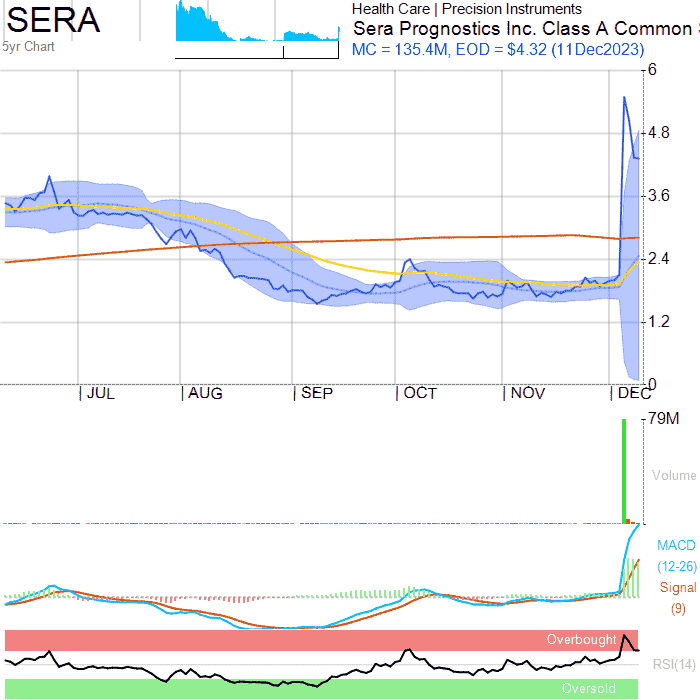 SERA
5yr Chart
Health Care | Precision Instruments
Sera Prognostics Inc. Class A Common
MC = 135.4M, EOD = $4.32 (11Dec2023)
6
4.8
3.6
2.4
1.2
0
JUL
AUG
SEP
OCT
NOV
DEC
79M
Volume
MACD
(12-26)
Signal
(9)
Overbought
RSI(14)
Oversold